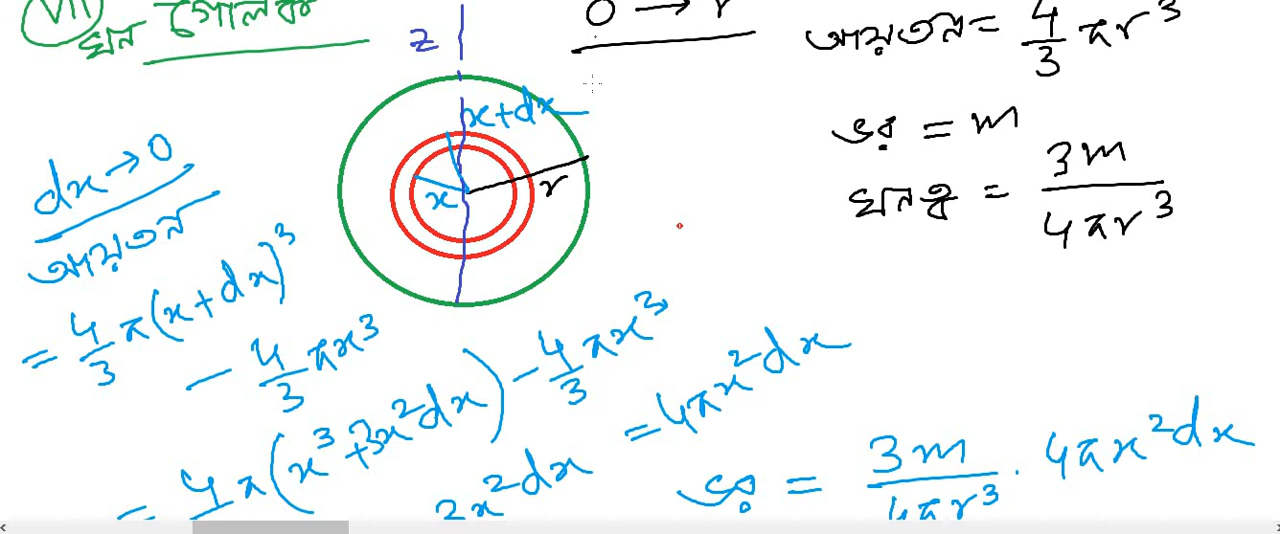 (vii) ঘন গোলক
0 → r
আয়তন = 4/3 πr³
z
x+dx
x
r
ভর = m
ঘনত্ব = 3m/4πr³
dx→0
আয়তন
= 4/3 π(x+dx)³
− 4/3 πx³
= 4 π(x³+3x²dx) − 4/3 πx³
3x²dx
= 4πx²dx
ভর = 3m/4πr³ · 4πx²dx